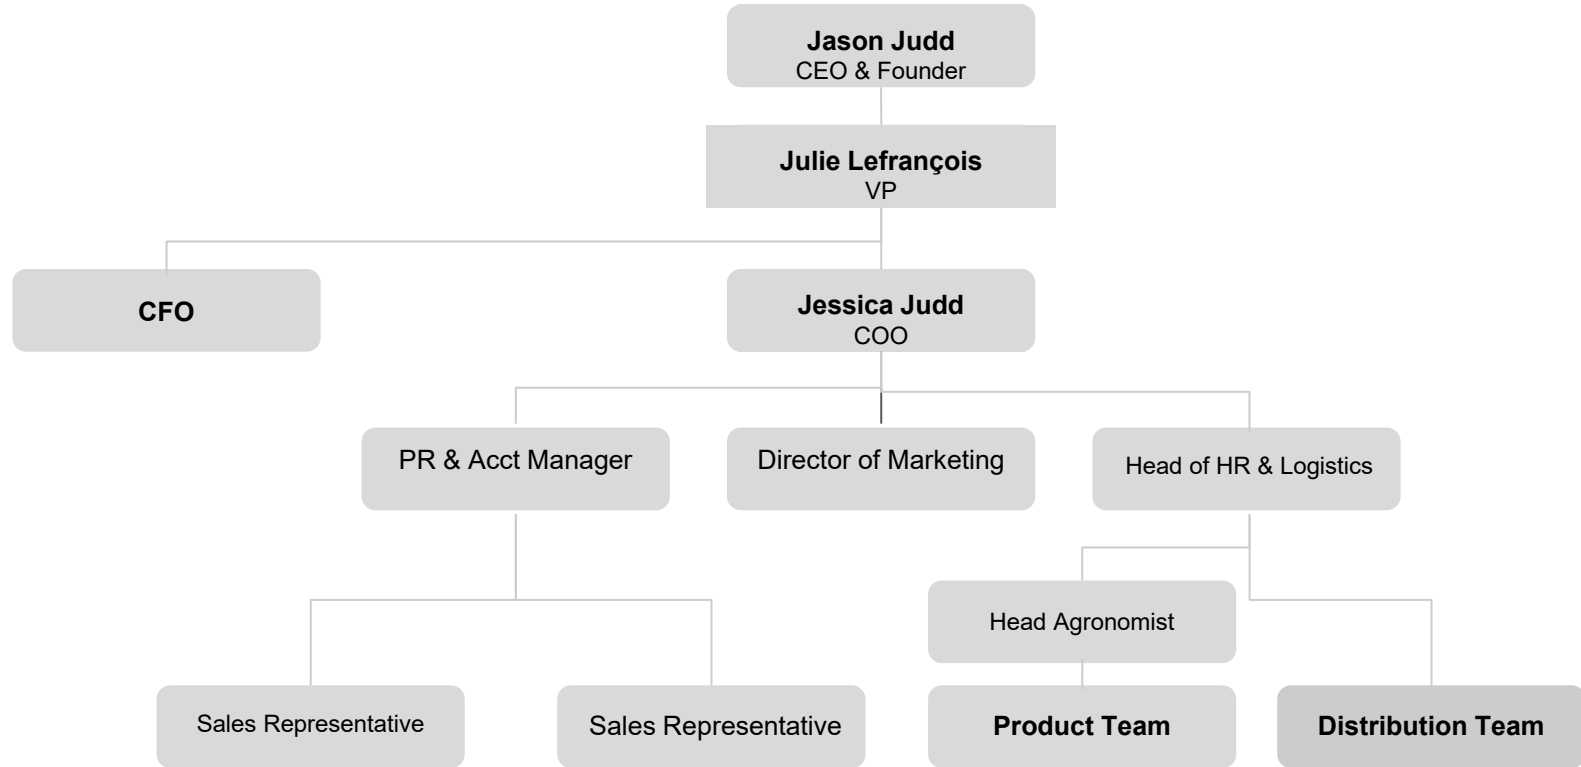 Jason Judd
CEO & Founder
Julie Lefrançois
VP
CFO
Jessica Judd
COO
PR & Acct Manager
Director of Marketing
Head of HR & Logistics
Head Agronomist
Sales Representative
Sales Representative
Product Team
Distribution Team